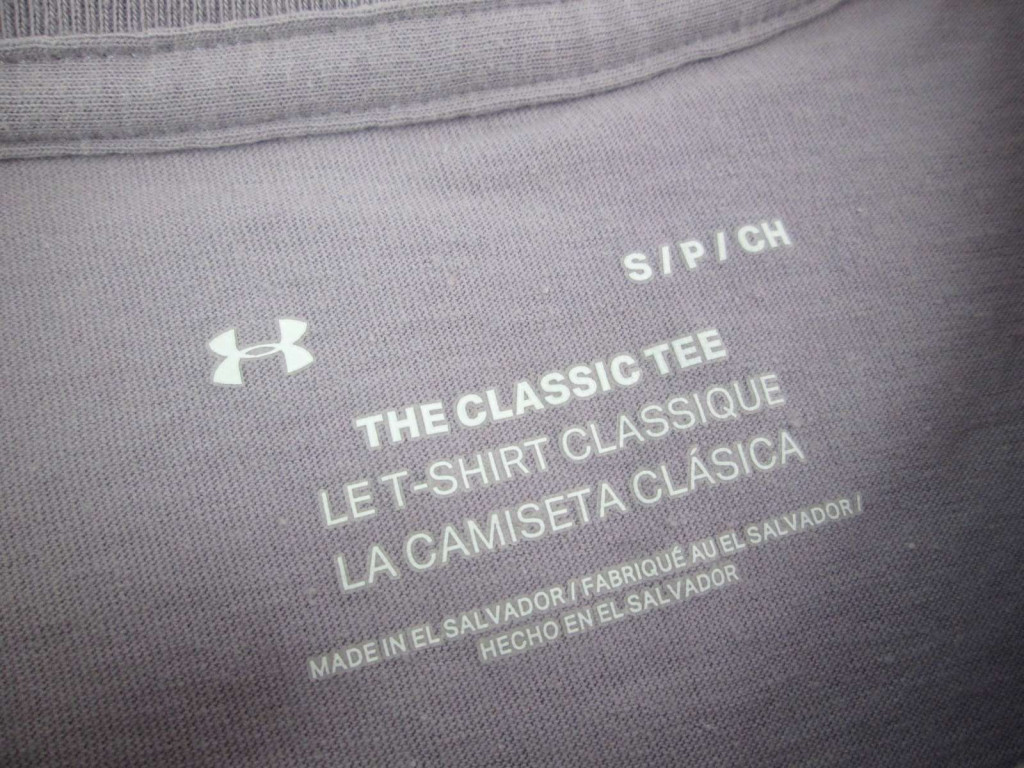 S / P / CH
THE CLASSIC TEE
LE T-SHIRT CLASSIQUE
LA CAMISETA CLÁSICA
MADE IN EL SALVADOR / FABRIQUÉ AU EL SALVADOR /
HECHO EN EL SALVADOR